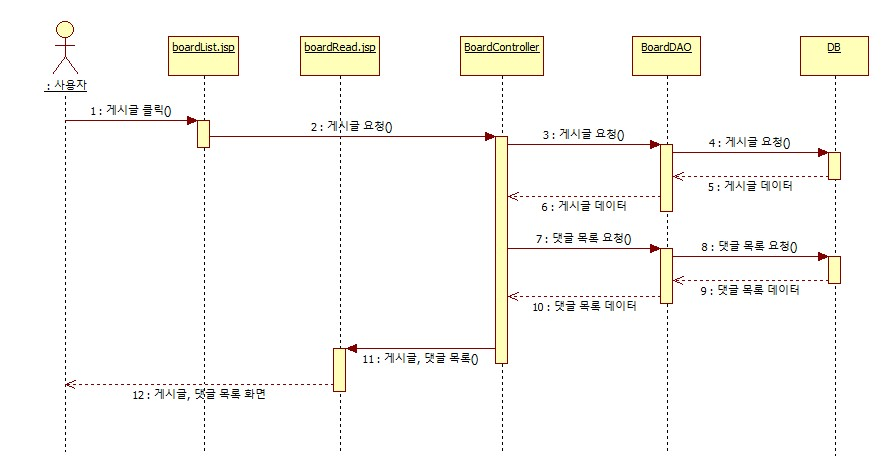 boardList.jsp
boardRead.jsp
BoardController
BoardDAO
DB
: 사용자
1 : 게시글 클릭()
2 : 게시글 요청()
3 : 게시글 요청()
4 : 게시글 요청()
5 : 게시글 데이터
6 : 게시글 데이터
7 : 댓글 목록 요청()
8 : 댓글 목록 요청()
9 : 댓글 목록 데이터
10 : 댓글 목록 데이터
11 : 게시글, 댓글 목록()
12 : 게시글, 댓글 목록 화면